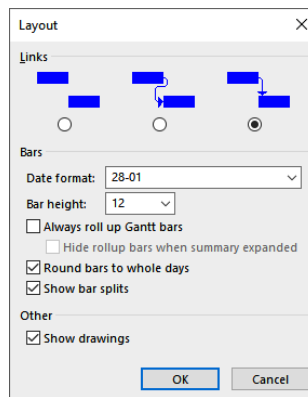 Layout
Links
Bars
Date format: 28-01
Bar height: 12
Always roll up Gantt bars
Hide rollup bars when summary expanded
Round bars to whole days
Show bar splits
Other
Show drawings
OK Cancel